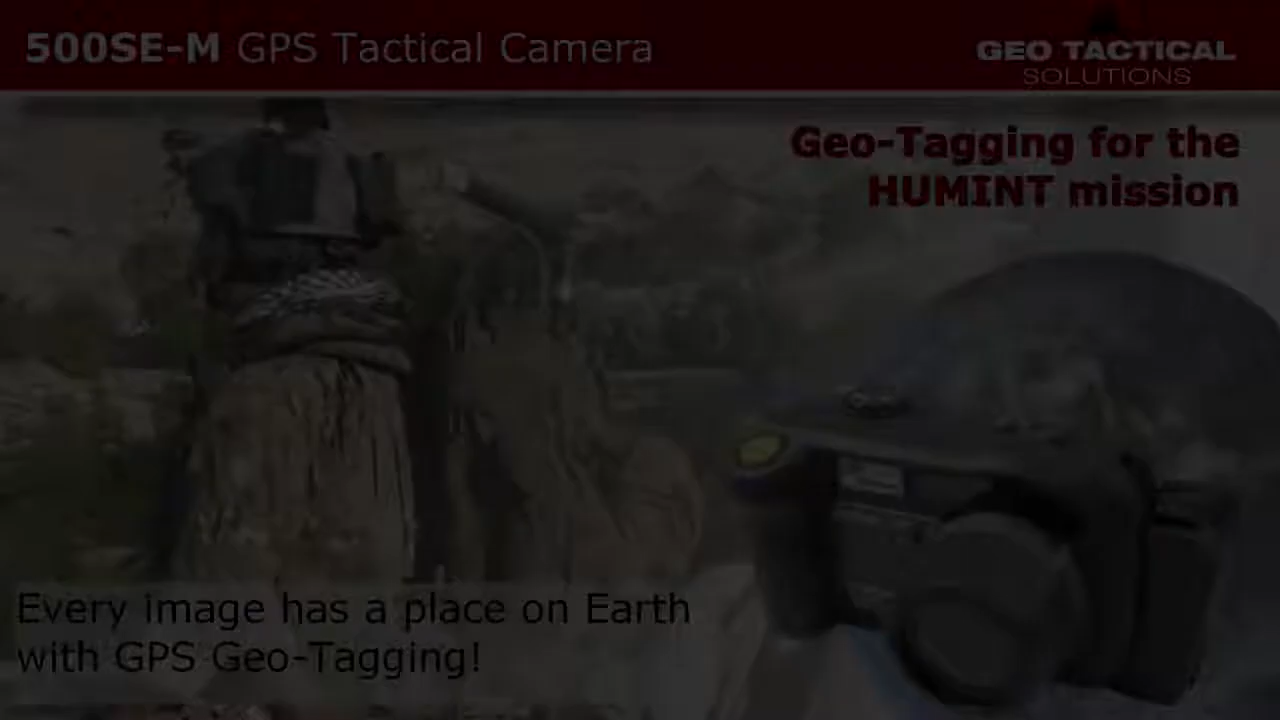 500SE-M GPS Tactical Camera
GEO TACTICAL
SOLUTIONS
Geo-Tagging for the
HUMINT mission
Every image has a place on Earth
with GPS Geo-Tagging!